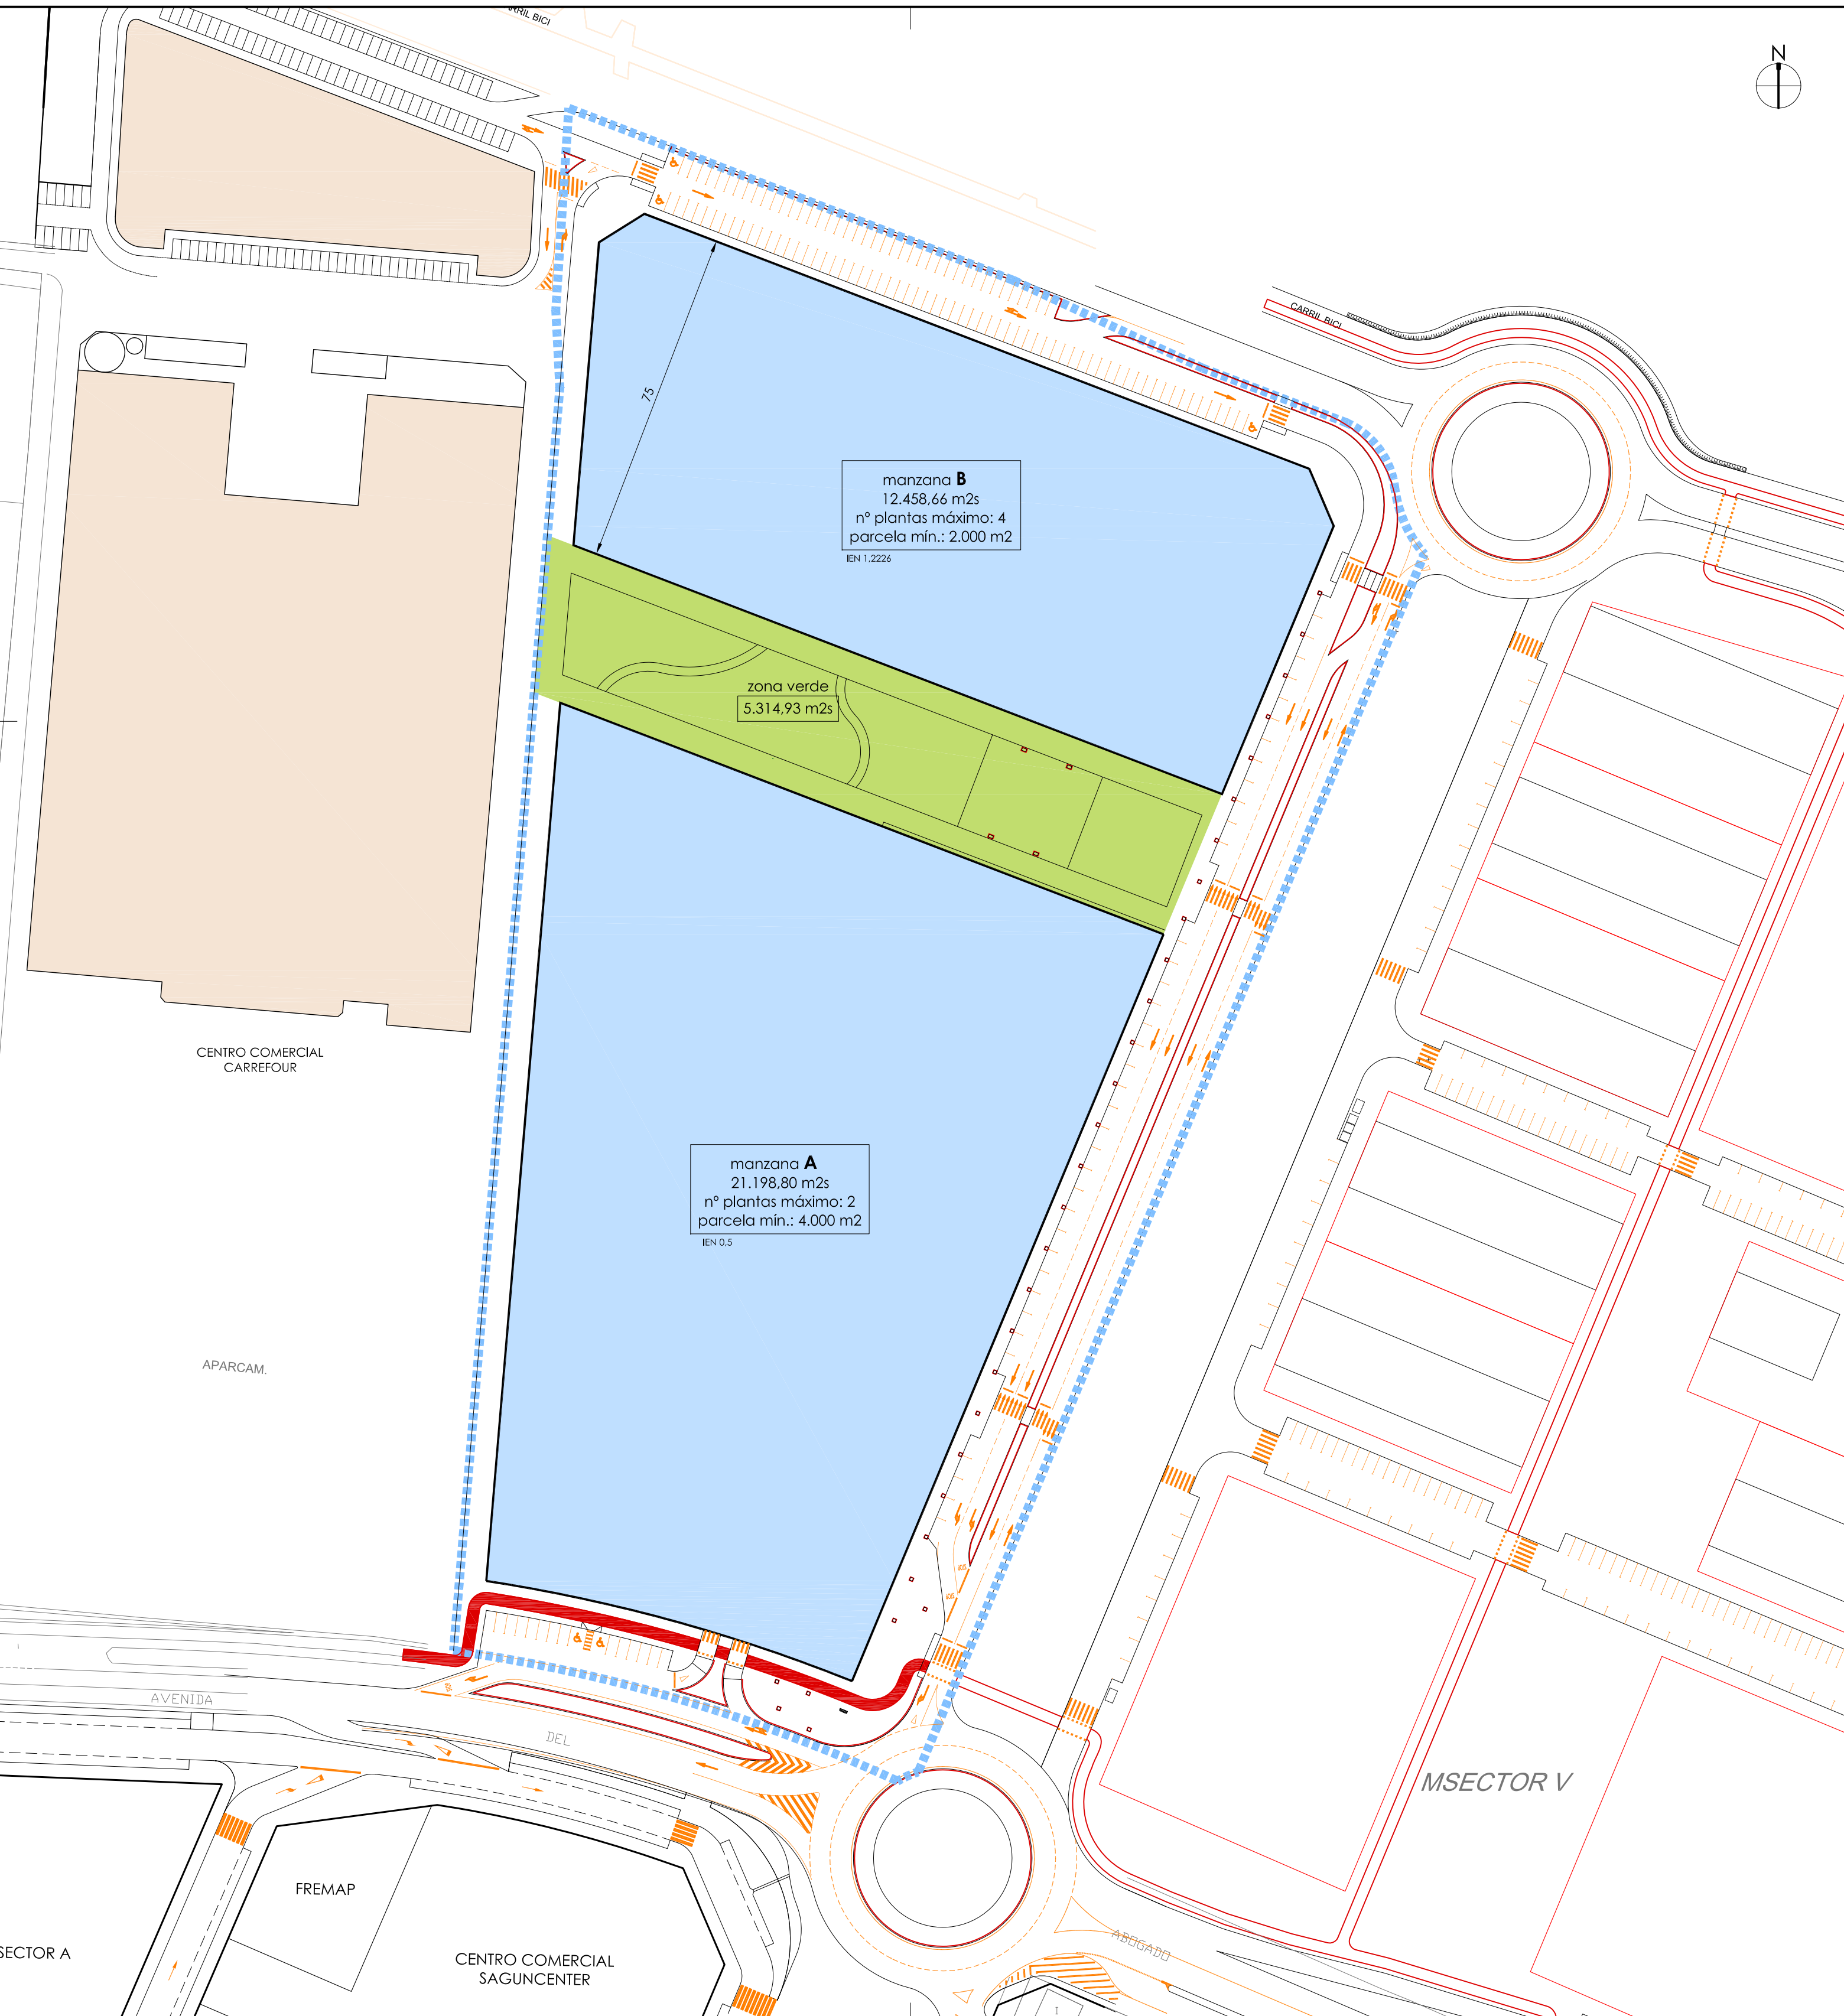 CARRIL BICI
N
CARRIL BICI
75
manzana B
12.458,66 m2s
nº plantas máximo: 4
parcela mín.: 2.000 m2
IEN 1,2226
zona verde
5.314,93 m2s
CENTRO COMERCIAL
CARREFOUR
manzana A
21.198,80 m2s
nº plantas máximo: 2
parcela mín.: 4.000 m2
IEN 0,5
APARCAM.
AVENIDA
DEL
MSECTOR V
FREMAP
ABOGADO
SECTOR A
CENTRO COMERCIAL
SAGUNCENTER
I